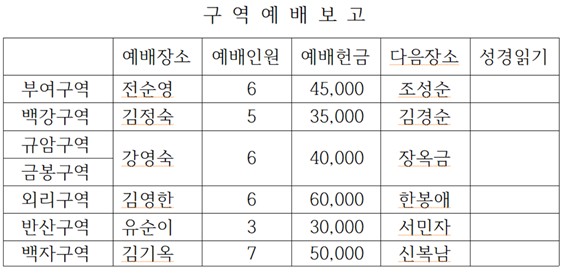 구 역 예 배 보 고
예배장소 예배인원 예배헌금 다음장소 성경읽기
부여구역 전순영 6 45,000 조성순
백강구역 김정숙 5 35,000 김경순
규암구역
강영숙 6 40,000 장옥금
금봉구역
외리구역 김영한 6 60,000 한봉애
반산구역 유순이 3 30,000 서민자
백자구역 김기옥 7 50,000 신복남